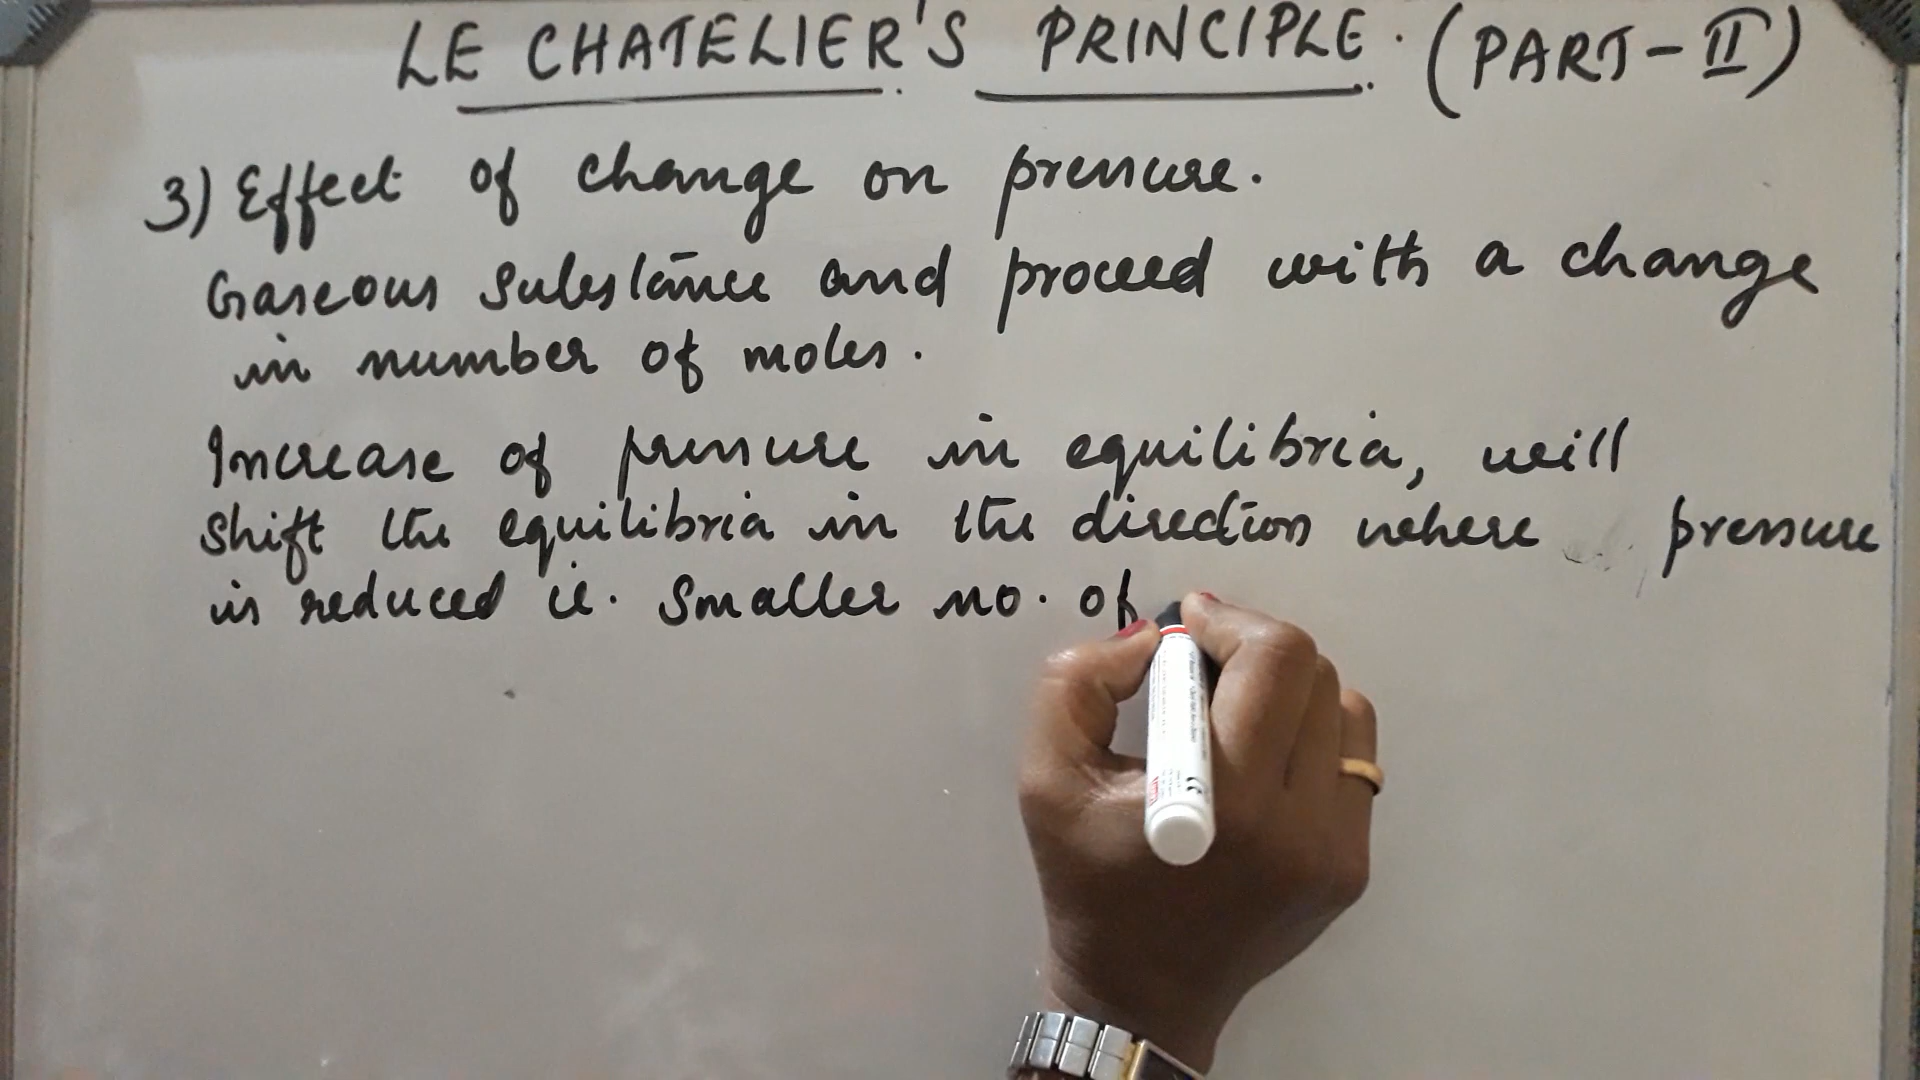 LE CHATELIER'S PRINCIPLE. (PART-II)
3) Effect of change on pressure.
Gaseous substance and proceed with a change
in number of moles.
Increase of pressure in equilibria, will
shift the equilibria in the direction where pressure
is reduced ie. smaller no. of